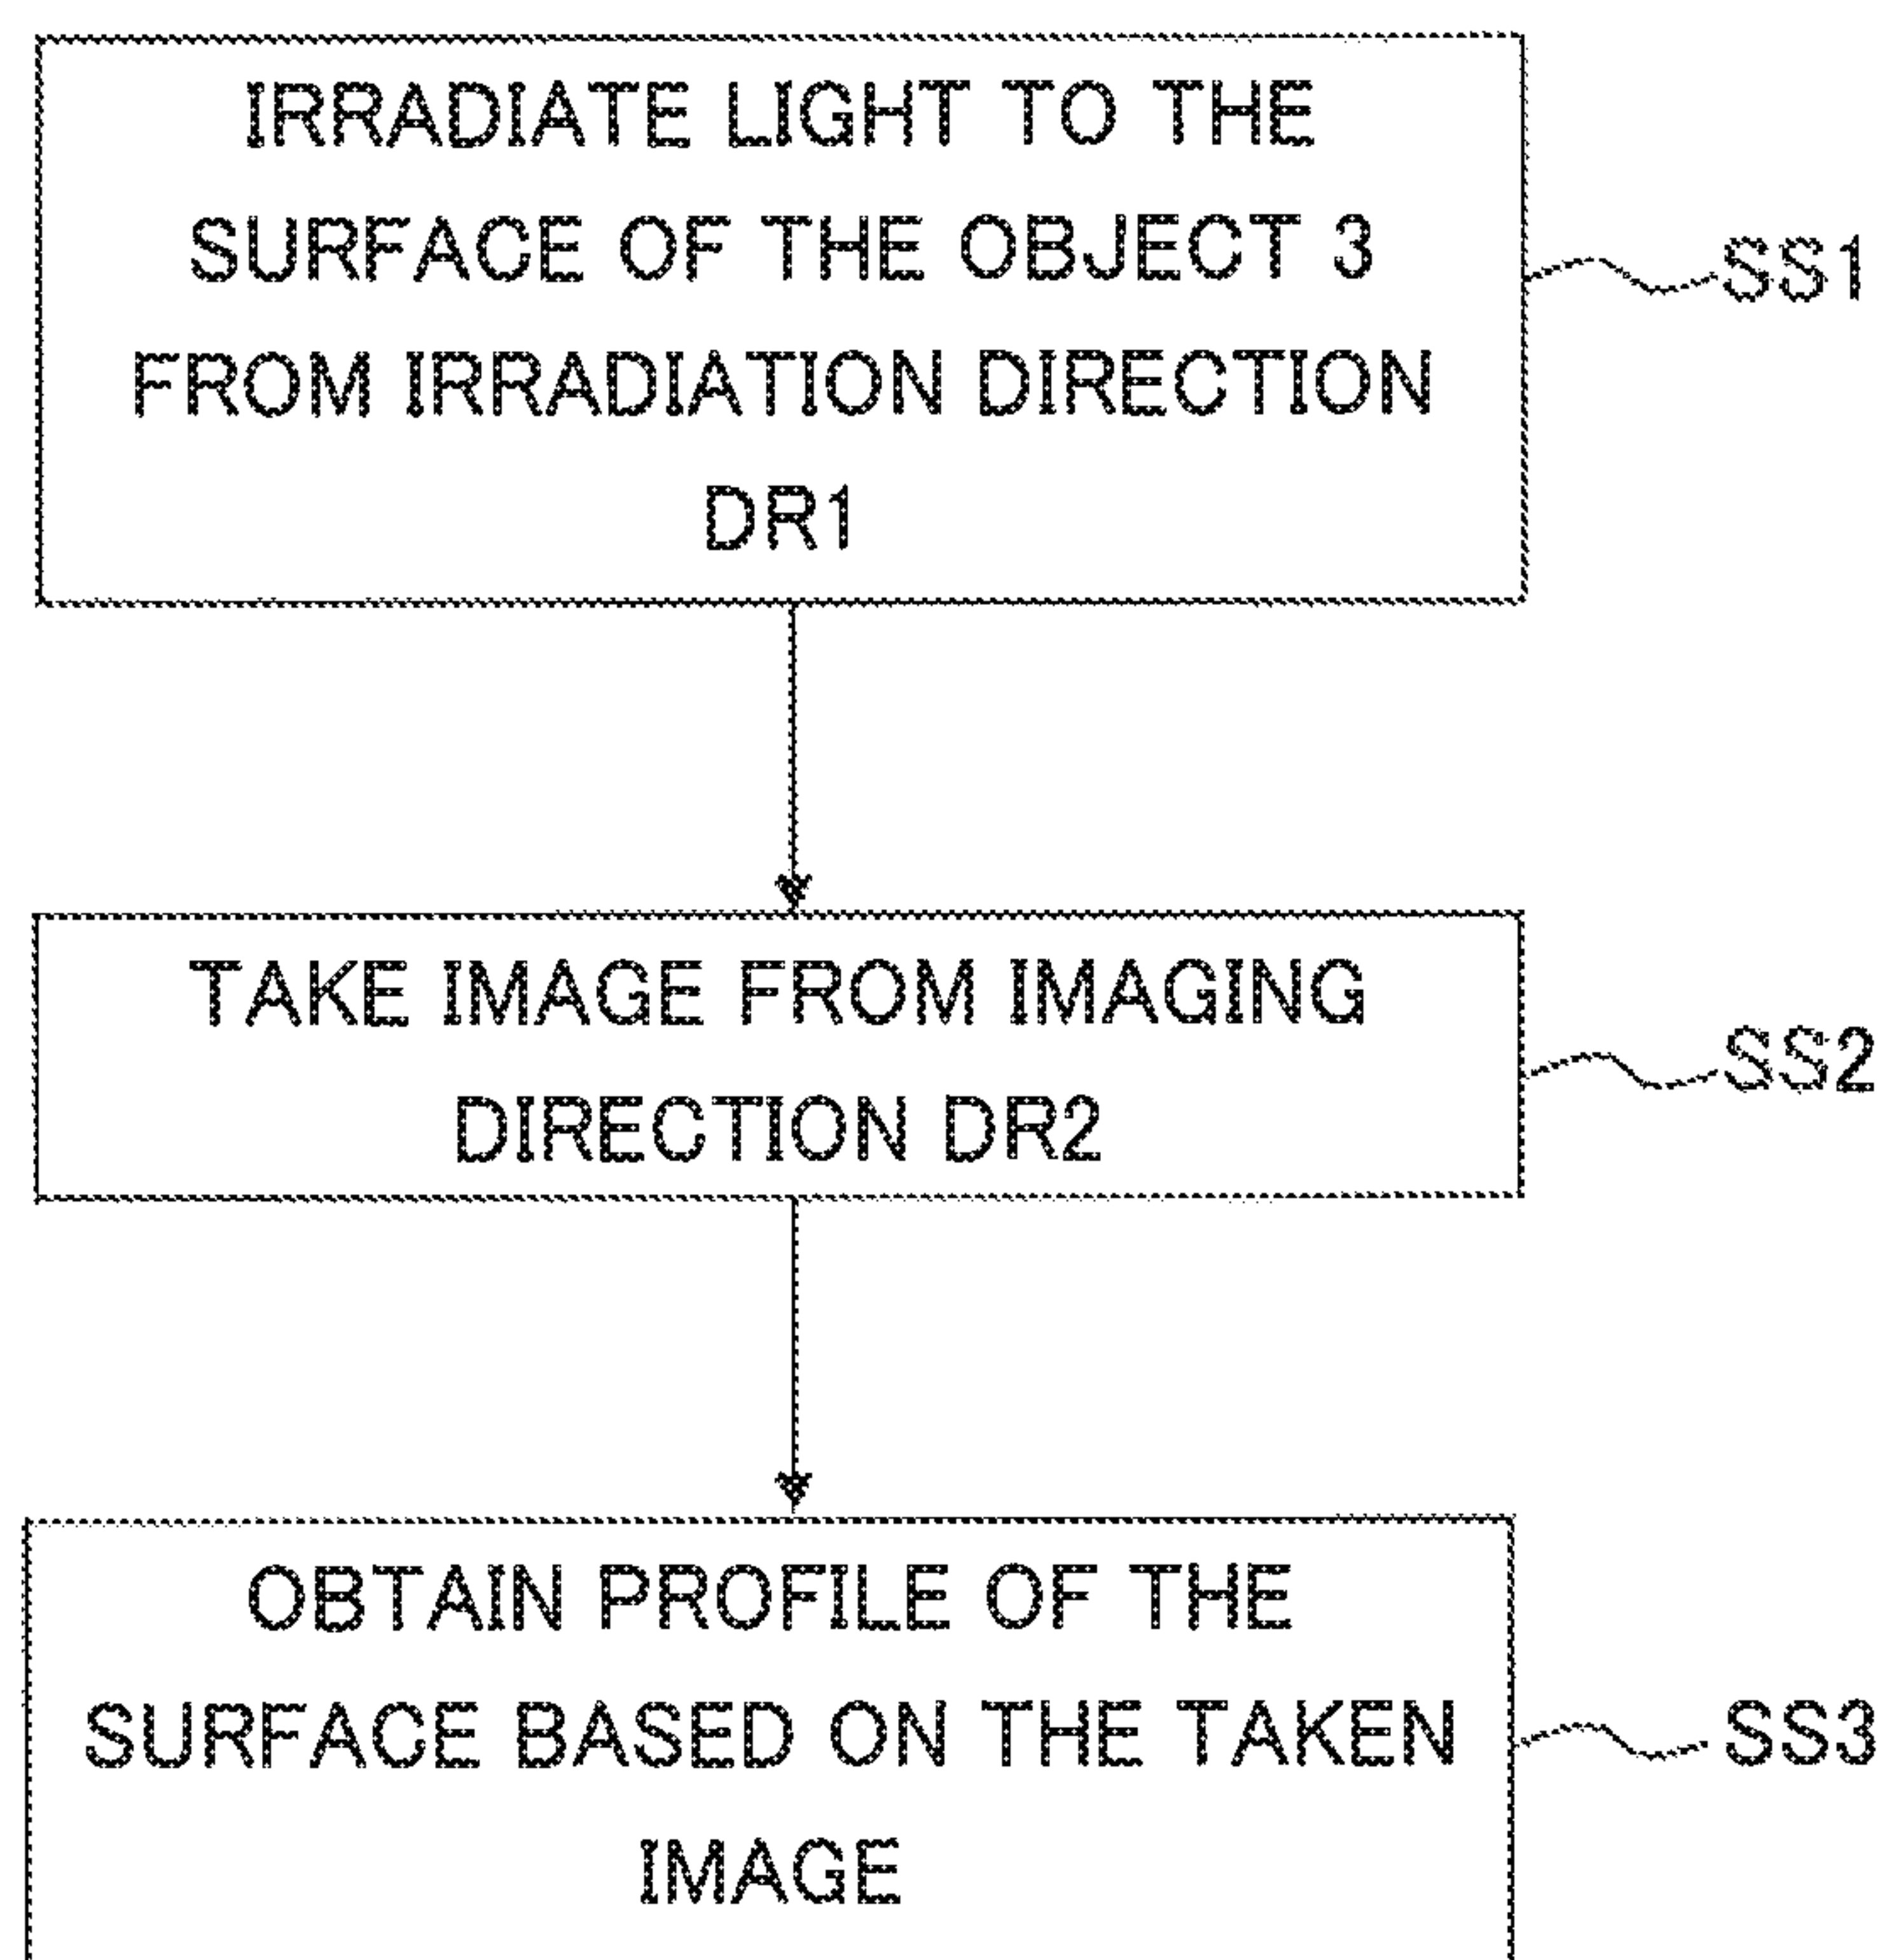 IRRADIATE LIGHT TO THE
SURFACE OF THE OBJECT 3
FROM IRRADIATION DIRECTION
DR1
SS1
TAKE IMAGE FROM IMAGING
DIRECTION DR2
SS2
OBTAIN PROFILE OF THE
SURFACE BASED ON THE TAKEN
IMAGE
SS3